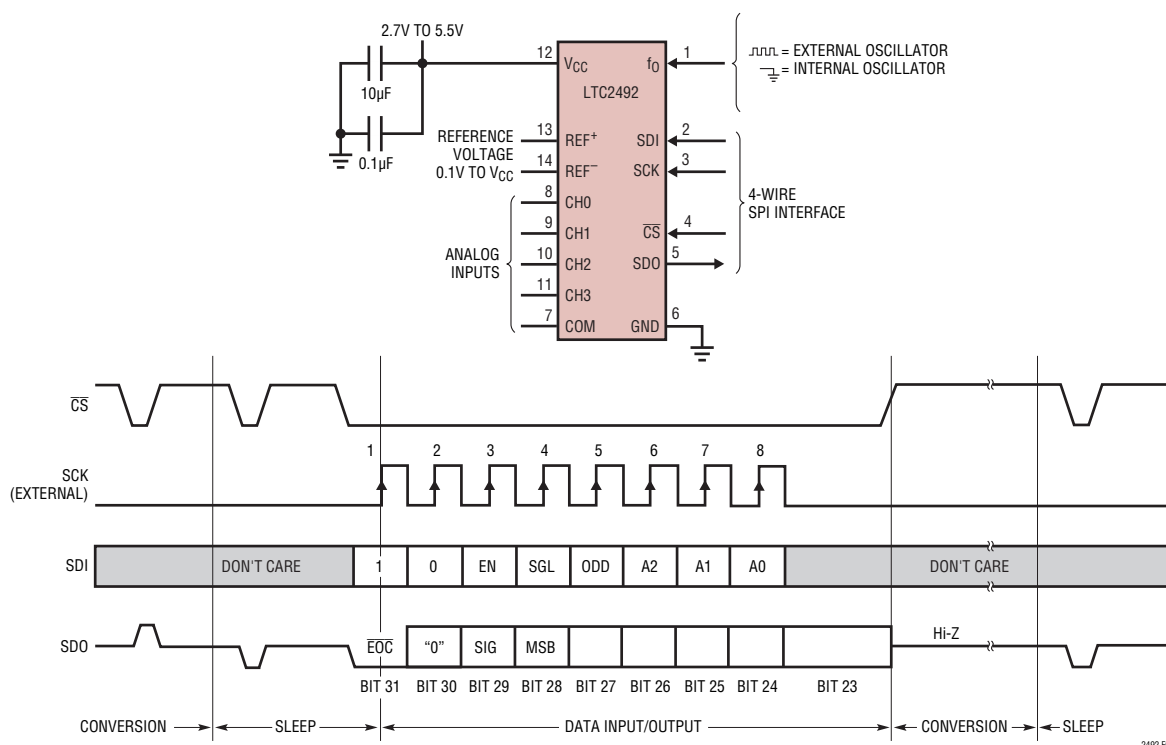 2.7V TO 5.5V
12
VCC
fO
1
= EXTERNAL OSCILLATOR
= INTERNAL OSCILLATOR
LTC2492
10µF
0.1µF
REFERENCE
VOLTAGE
0.1V TO VCC
13
REF+
14
REF–
SDI
2
SCK
3
CS
4
SDO
5
4-WIRE
SPI INTERFACE
ANALOG
INPUTS
8
CH0
9
CH1
10
CH2
11
CH3
7
COM
GND
6
CS
SCK
(EXTERNAL)
1 2 3 4 5 6 7 8
SDI
DON'T CARE 1 0 EN SGL ODD A2 A1 A0 DON'T CARE
SDO
EOC "0" SIG MSB Hi-Z
BIT 31 BIT 30 BIT 29 BIT 28 BIT 27 BIT 26 BIT 25 BIT 24 BIT 23
CONVERSION SLEEP DATA INPUT/OUTPUT CONVERSION SLEEP